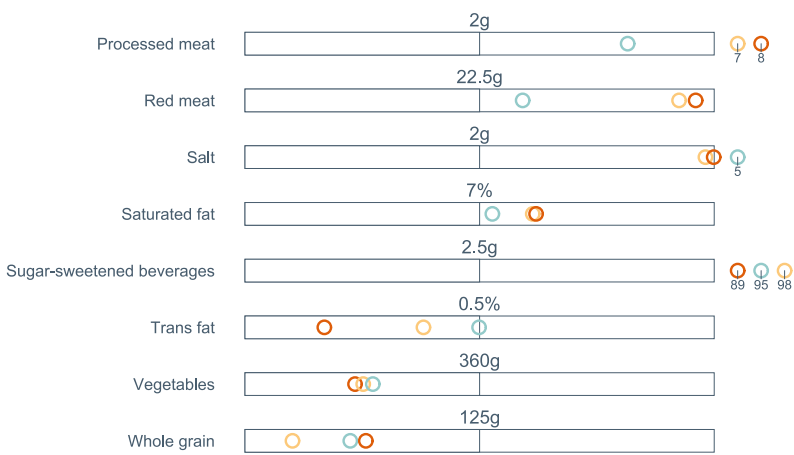 2g
Processed meat
7 8
22.5g
Red meat
2g
Salt
5
7%
Saturated fat
2.5g
Sugar-sweetened beverages
89 95 98
0.5%
Trans fat
360g
Vegetables
125g
Whole grain